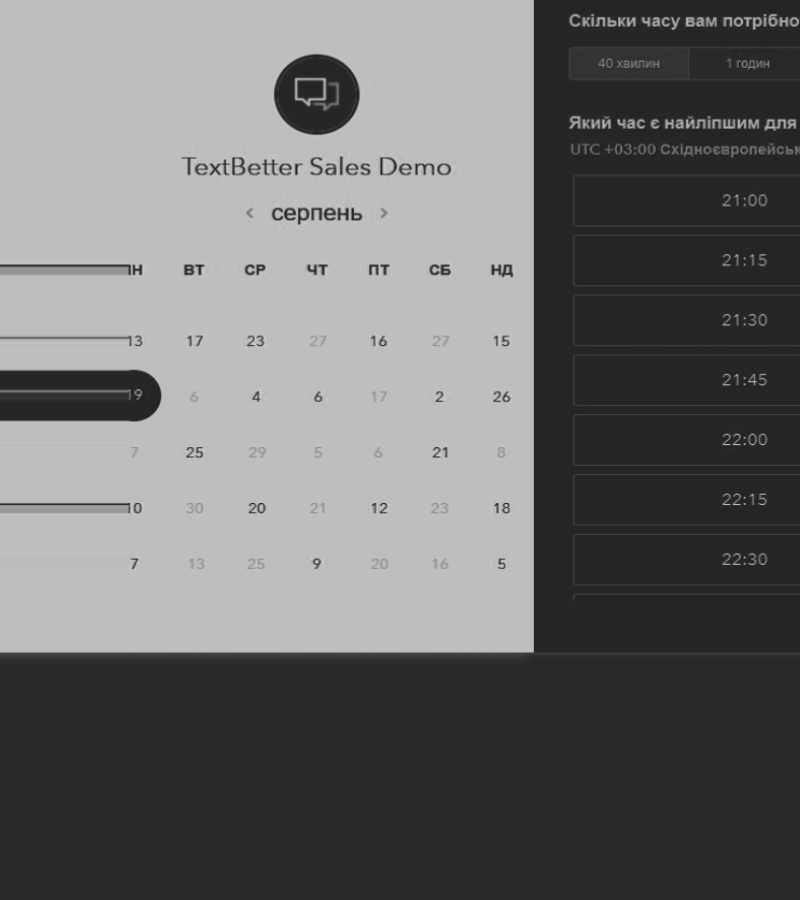 TextBetter Sales Demo
< серпень >
ВТ СР ЧТ ПТ СБ НД
13 17 23 27 16 27 15
19 6 4 6 17 2 26
7 25 29 5 6 21 8
10 30 20 21 12 23 18
7 13 25 9 20 16 5
Скільки часу вам потрібно
40 хвилин 1 годин
Який час є найліпшим для
UTC +03:00 Східноєвропейськ
21:00
21:15
21:30
21:45
22:00
22:15
22:30